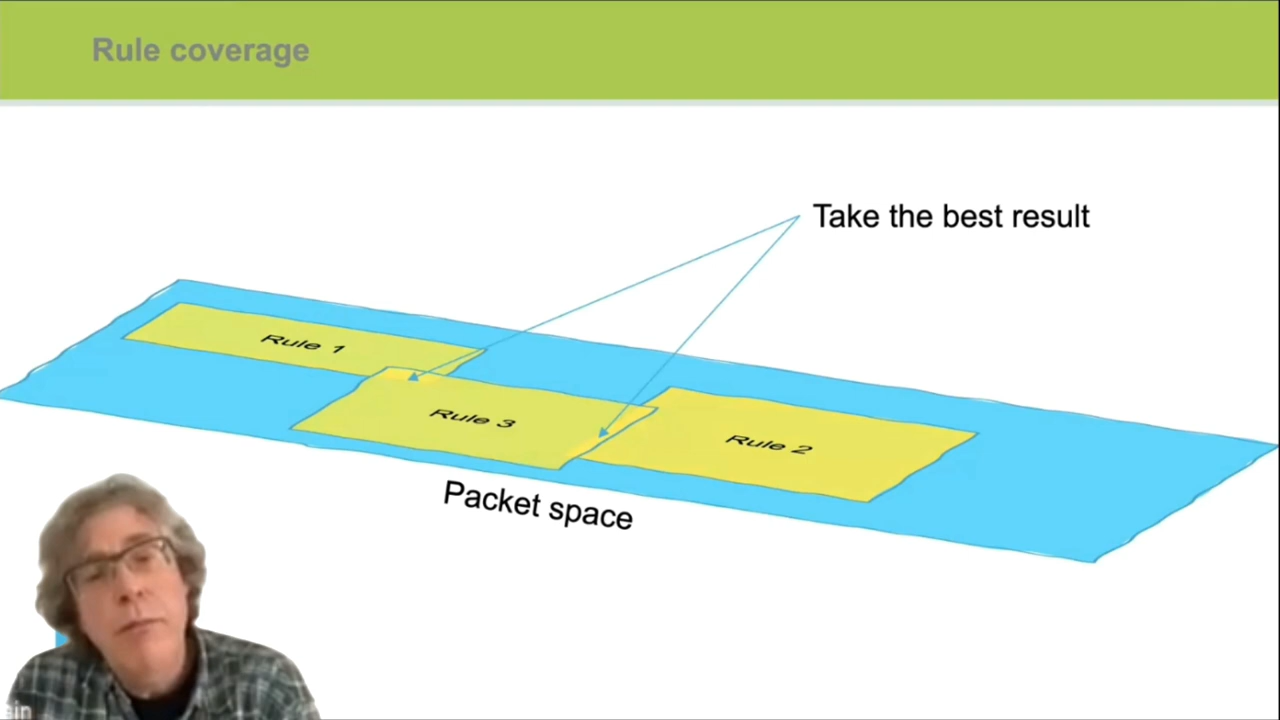 Rule coverage
Take the best result
Rule 1
Rule 3
Rule 2
Packet space